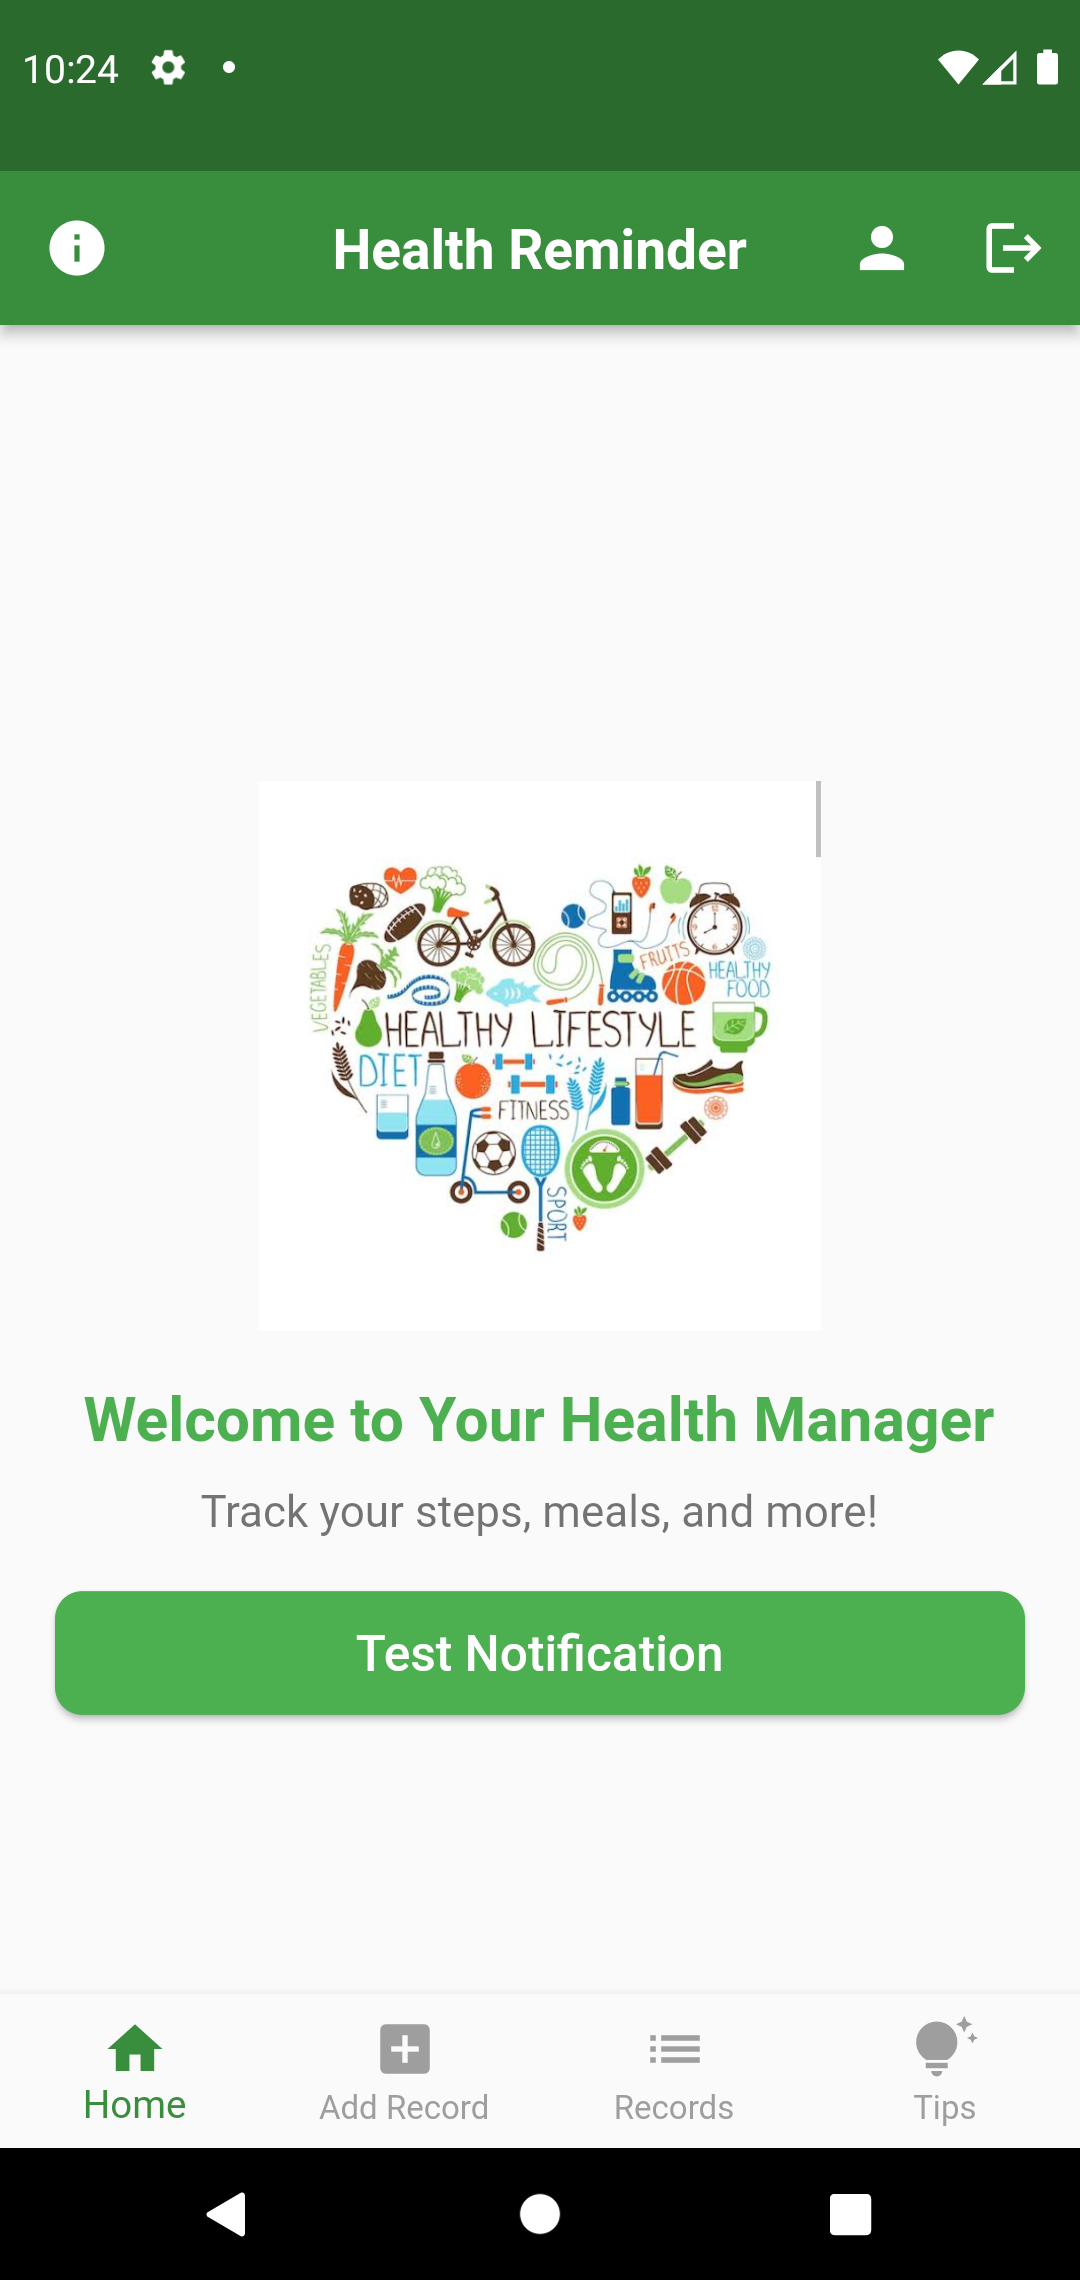 10:24
Health Reminder
VEGETABLES
FRUITS
HEALTHY
FOOD
HEALTHY LIFESTYLE
DIET
FITNESS
SPORT
Welcome to Your Health Manager
Track your steps, meals, and more!
Test Notification
Home
Add Record
Records
Tips